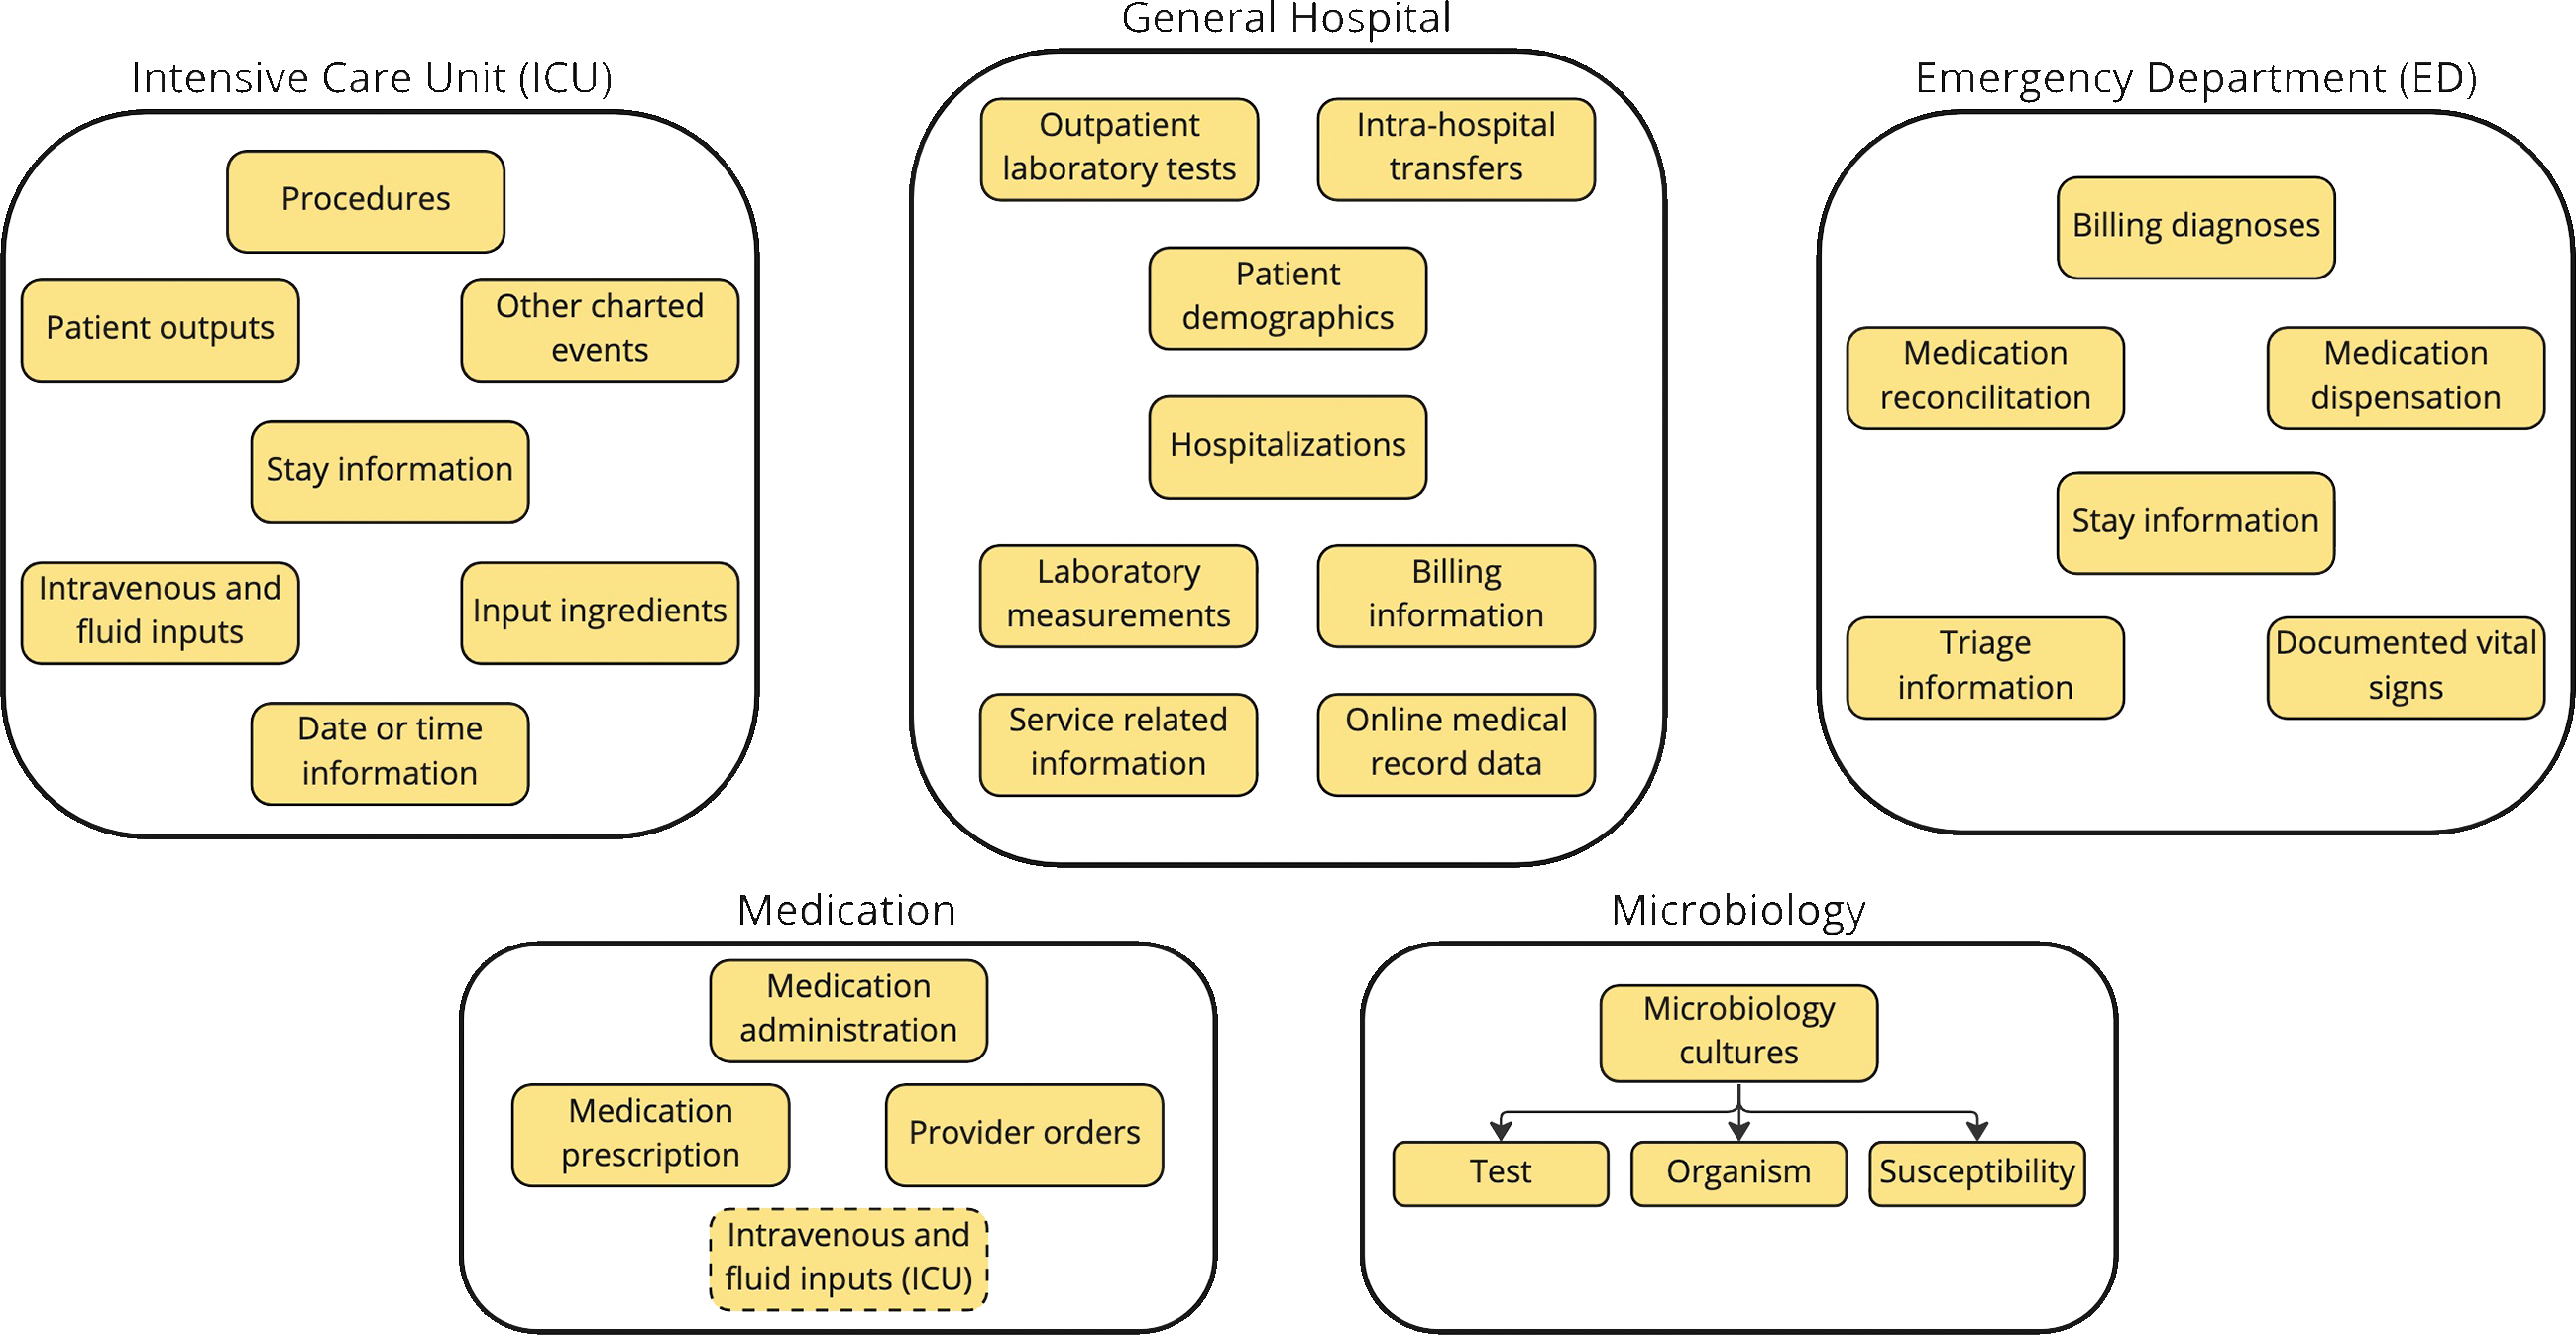 General Hospital
Intensive Care Unit (ICU)
Emergency Department (ED)
Procedures
Patient outputs
Other charted
events
Stay information
Intravenous and
fluid inputs
Input ingredients
Date or time
information
Outpatient
laboratory tests
Intra-hospital
transfers
Patient
demographics
Hospitalizations
Laboratory
measurements
Billing
information
Service related
information
Online medical
record data
Billing diagnoses
Medication
reconcilitation
Medication
dispensation
Stay information
Triage
information
Documented vital
signs
Medication
Medication
administration
Medication
prescription
Provider orders
Intravenous and
fluid inputs (ICU)
Microbiology
Microbiology
cultures
Test
Organism
Susceptibility